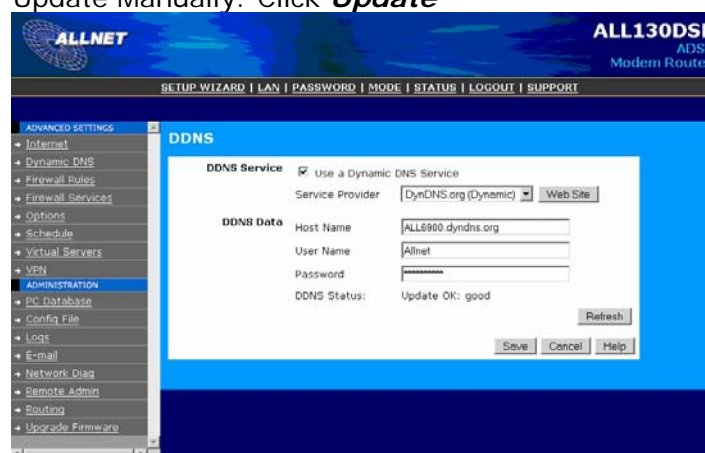 Update Manually: Click Update
ALLNET
ALL130DSL
ADS
Modem Route
SETUP WIZARD | LAN | PASSWORD | MODE | STATUS | LOGOUT | SUPPORT
ADVANCED SETTINGS
Internet
Dynamic DNS
Firewall Rules
Firewall Services
Options
Schedule
Virtual Servers
VPN
ADMINISTRATION
PC Database
Config File
Logs
E-mail
Network Diag
Remote Admin
Routing
Upgrade Firmware
DDNS
DDNS Service
Use a Dynamic DNS Service
Service Provider DynDNS.org (Dynamic) Web Site
DDNS Data
Host Name ALL6900.dyndns.org
User Name Allnet
Password **********
DDNS Status: Update OK: good
Refresh
Save Cancel Help